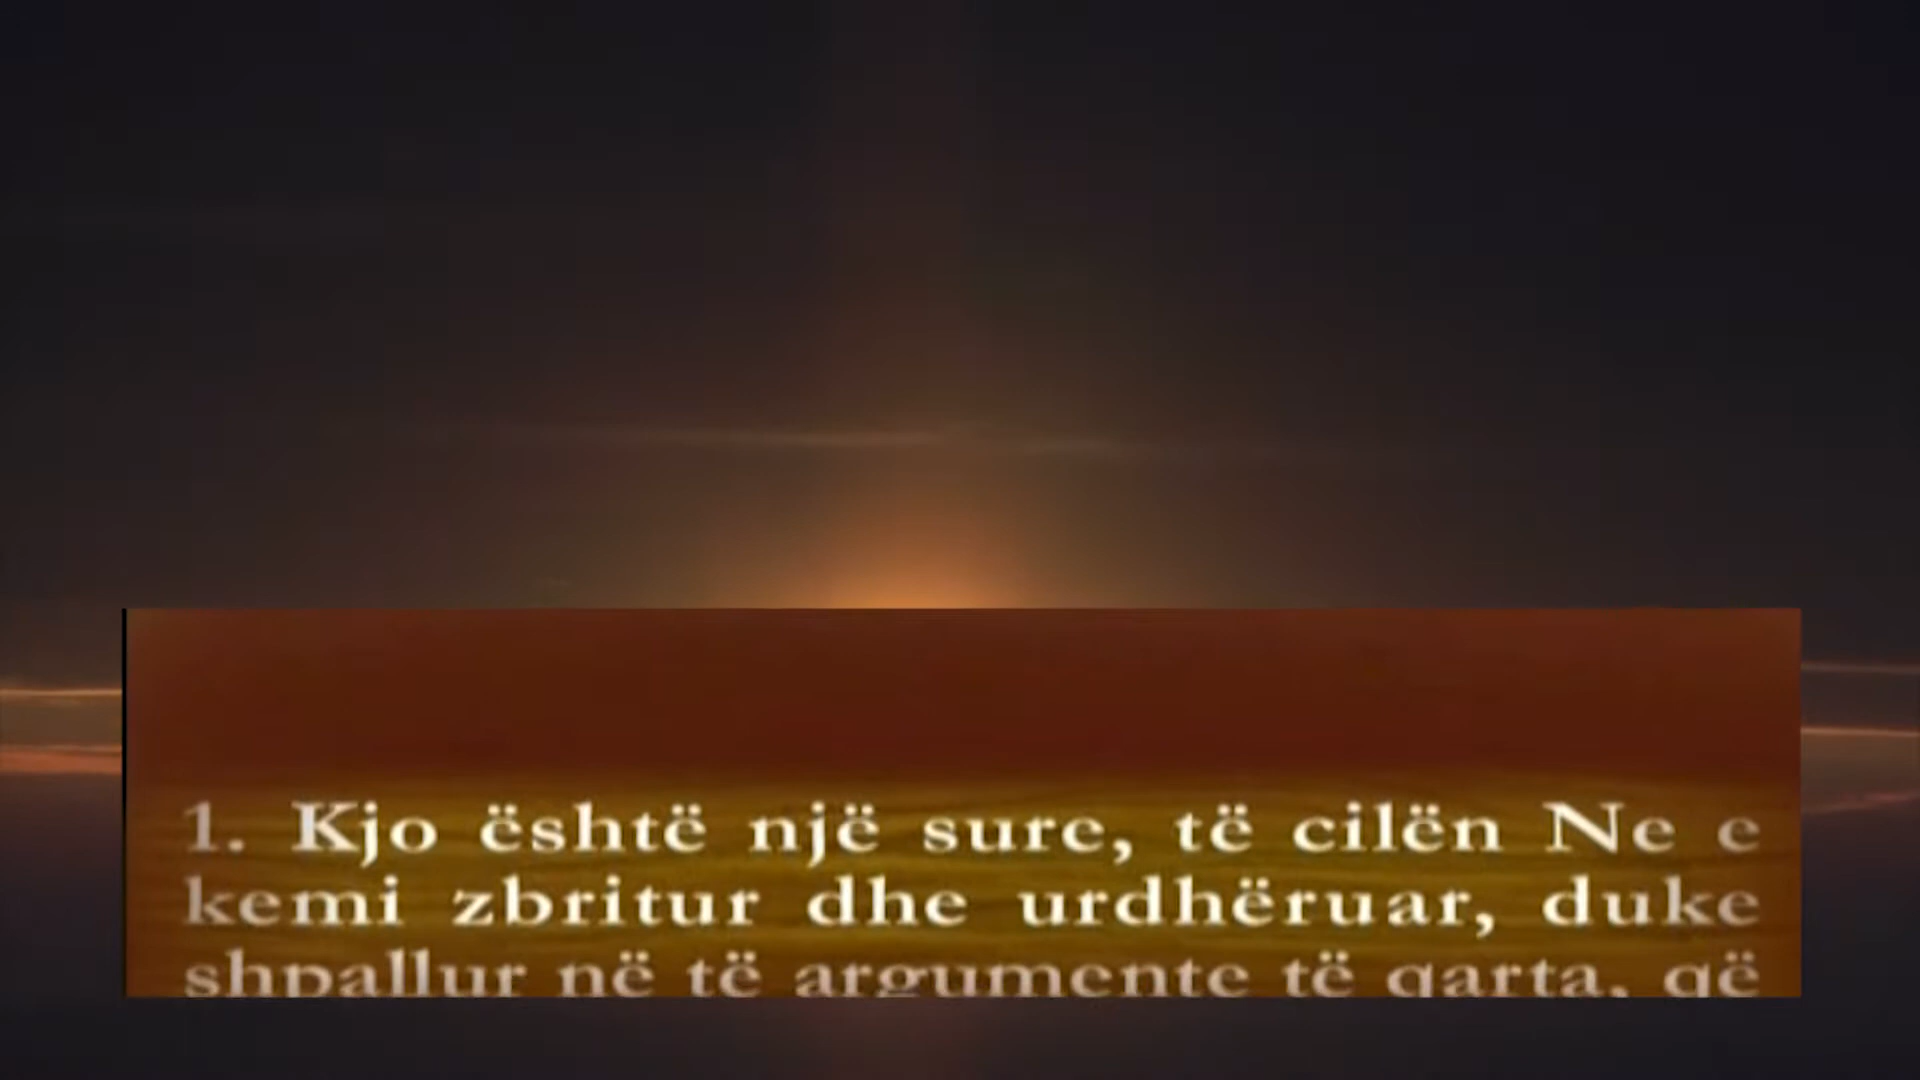 1. Kjo është një sure, të cilën Ne e
kemi zbritur dhe urdhëruar, duke
shpallur në të argumente të qarta, që